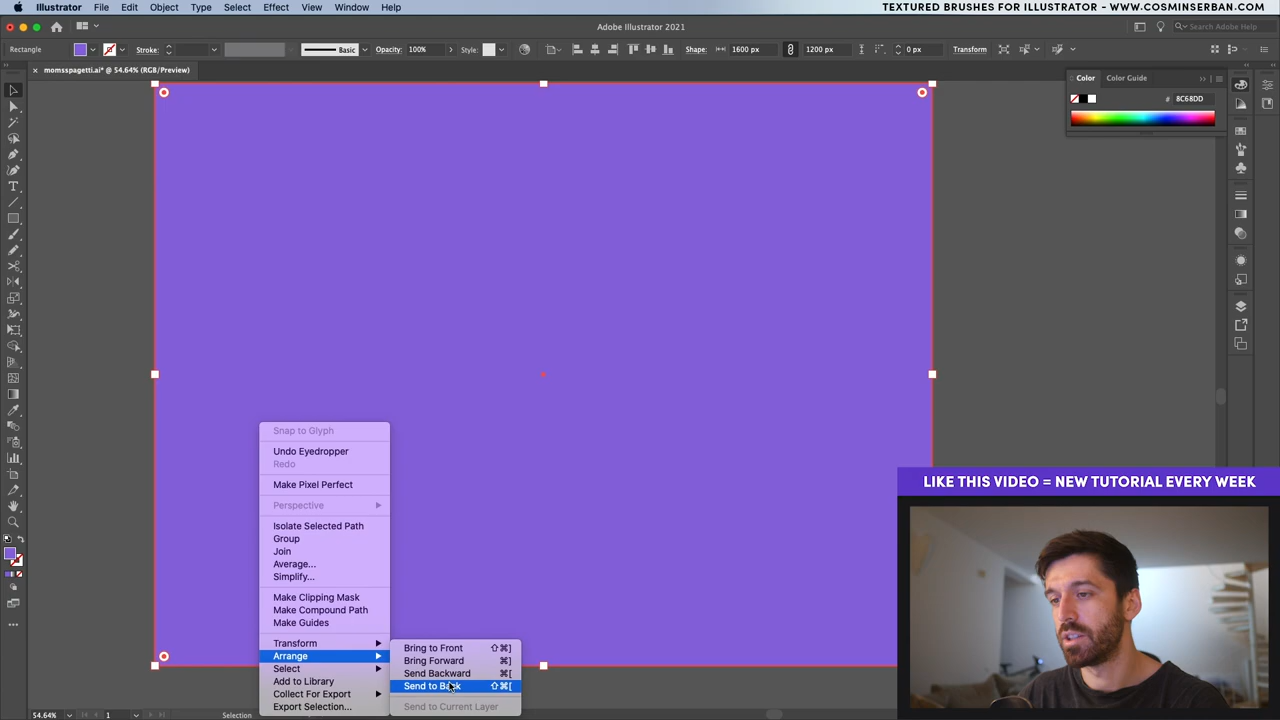 Illustrator File Edit Object Type Select Effect View Window Help
TEXTURED BRUSHES FOR ILLUSTRATOR - WWW.COSMINSERBAN.COM
Adobe Illustrator 2021
Search Adobe Help
Rectangle Stroke: Basic Opacity: 100% Style: Shape: 1600 px 1200 px 0 px Transform
× momsspagetti.ai* @ 54.64% (RGB/Preview)
Color Color Guide
# 8C68DD
Snap to Glyph
Undo Eyedropper
Redo
Make Pixel Perfect
Perspective
Isolate Selected Path
Group
Join
Average...
Simplify...
Make Clipping Mask
Make Compound Path
Make Guides
Transform
Arrange
Select
Add to Library
Collect For Export
Export Selection...
Bring to Front ⇧⌘]
Bring Forward ⌘]
Send Backward ⌘[
Send to Back ⇧⌘[
Send to Current Layer
LIKE THIS VIDEO = NEW TUTORIAL EVERY WEEK
54.64% 1 Selection